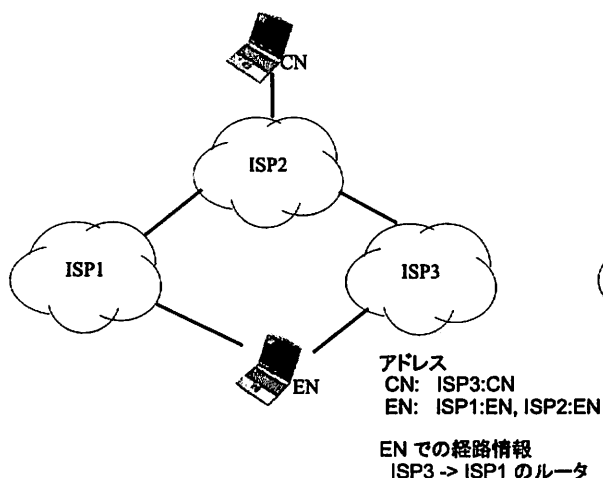 CN
ISP2
ISP1
ISP3
EN
アドレス
CN: ISP3:CN
EN: ISP1:EN, ISP2:EN
EN での経路情報
ISP3 -> ISP1 のルータ